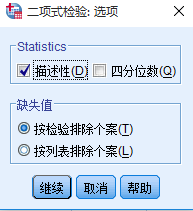 二项式检验: 选项
Statistics
描述性(D) 四分位数(Q)
缺失值
按检验排除个案(T)
按列表排除个案(L)
继续 取消 帮助